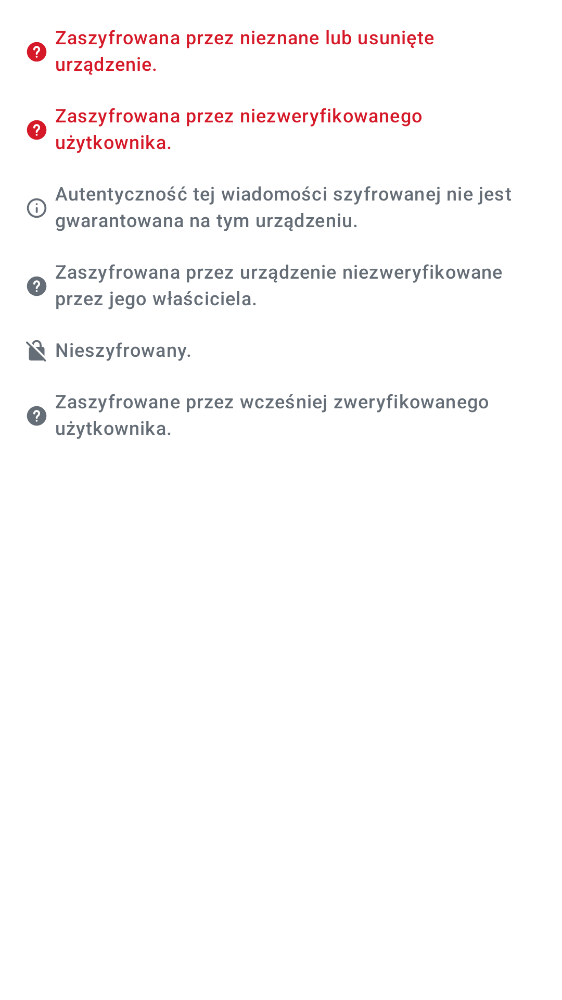 Zaszyfrowana przez nieznane lub usunięte
urządzenie.
Zaszyfrowana przez niezweryfikowanego
użytkownika.
Autentyczność tej wiadomości szyfrowanej nie jest
gwarantowana na tym urządzeniu.
Zaszyfrowana przez urządzenie niezweryfikowane
przez jego właściciela.
Nieszyfrowany.
Zaszyfrowane przez wcześniej zweryfikowanego
użytkownika.